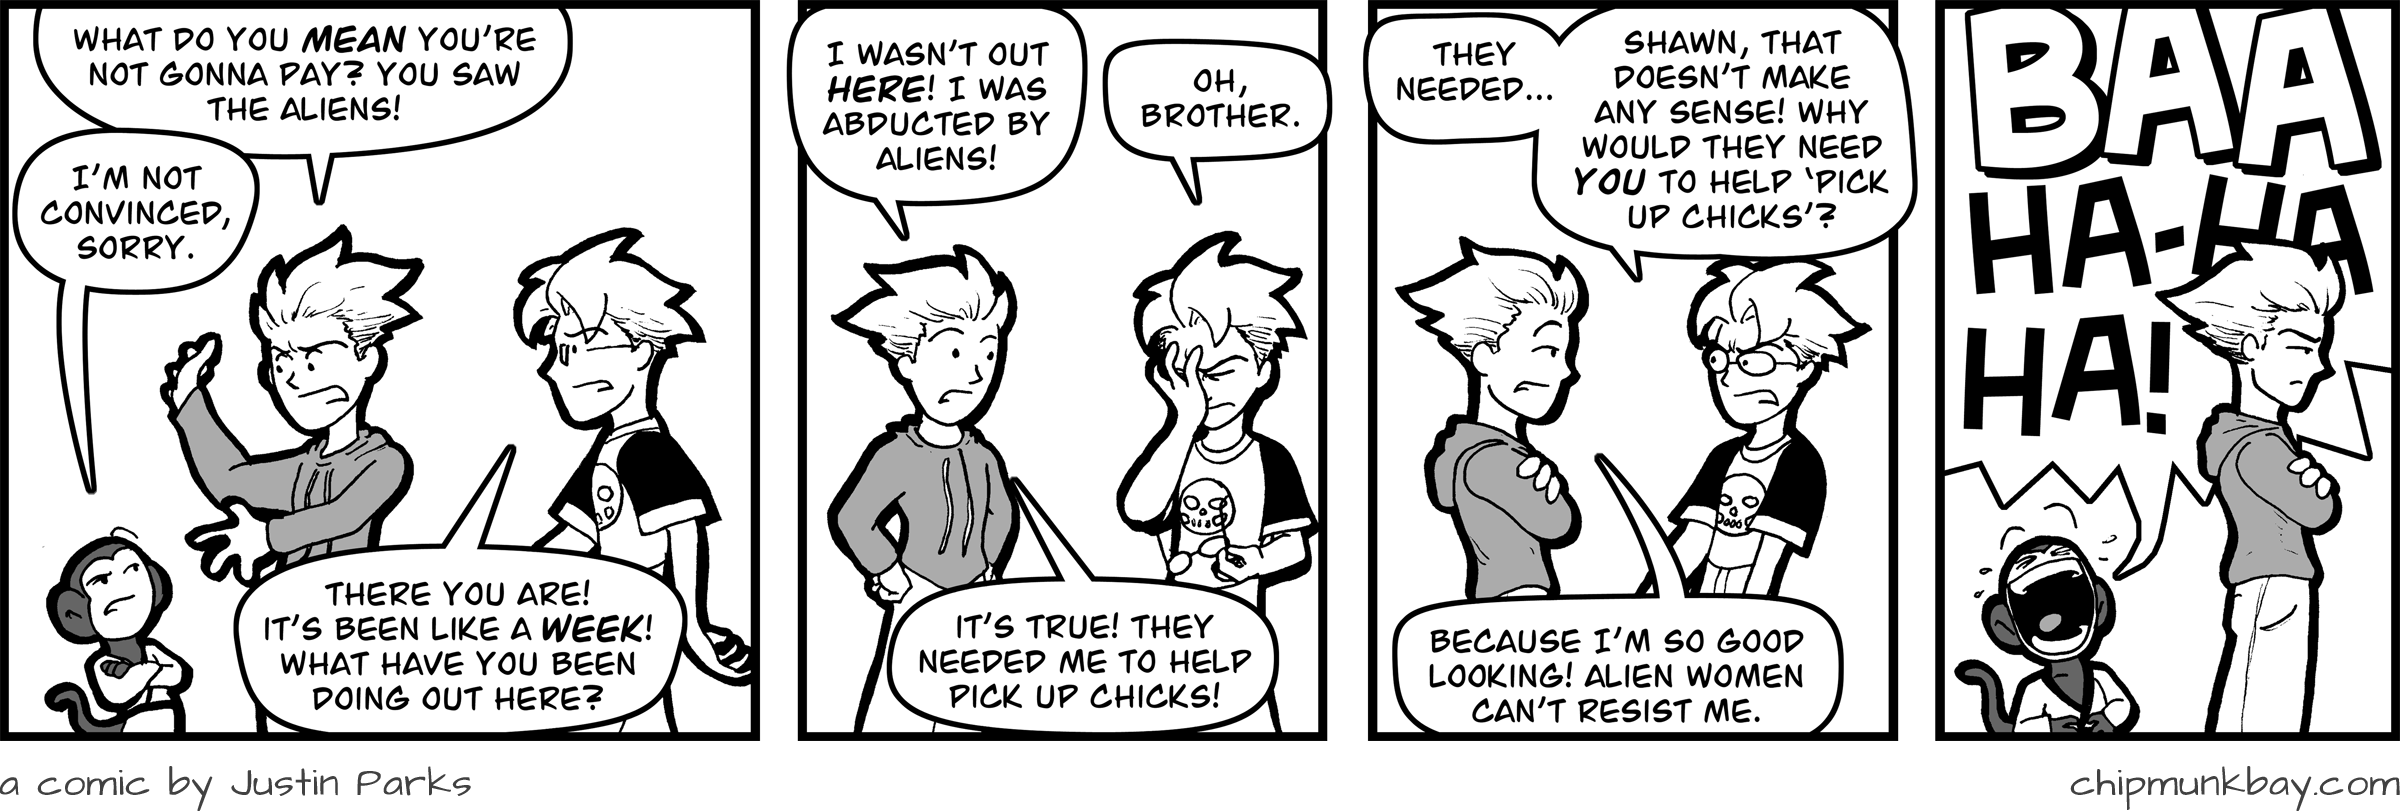 WHAT DO YOU MEAN YOU'RE
NOT GONNA PAY? YOU SAW
THE ALIENS!
I'M NOT
CONVINCED,
SORRY.
THERE YOU ARE!
IT'S BEEN LIKE A WEEK!
WHAT HAVE YOU BEEN
DOING OUT HERE?
I WASN'T OUT
HERE! I WAS
ABDUCTED BY
ALIENS!
OH,
BROTHER.
IT'S TRUE! THEY
NEEDED ME TO HELP
PICK UP CHICKS!
THEY
NEEDED...
SHAWN, THAT
DOESN'T MAKE
ANY SENSE! WHY
WOULD THEY NEED
YOU TO HELP 'PICK
UP CHICKS'?
BECAUSE I'M SO GOOD
LOOKING! ALIEN WOMEN
CAN'T RESIST ME.
BAA
HA-HA
HA!
a comic by Justin Parks
chipmunkbay.com